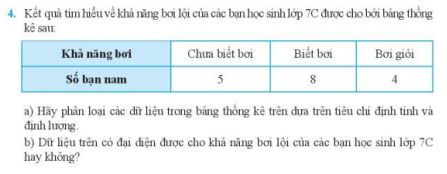 4. Kết quả tìm hiểu về khả năng bơi lội của các bạn học sinh lớp 7C được cho bởi bảng thống
kê sau:
Khả năng bơi Chưa biết bơi Biết bơi Bơi giỏi
Số bạn nam 5 8 4
a) Hãy phân loại các dữ liệu trong bảng thống kê trên dựa trên tiêu chí định tính và
định lượng.
b) Dữ liệu trên có đại diện được cho khả năng bơi lội của các bạn học sinh lớp 7C
hay không?